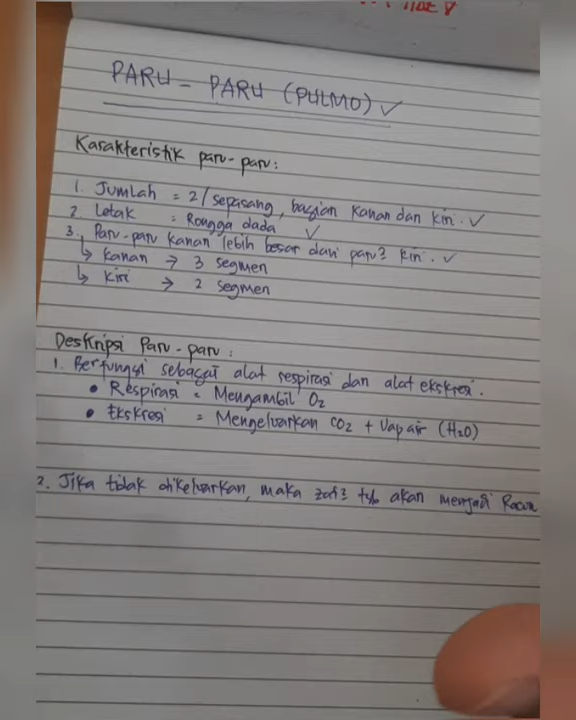 PARU - PARU (PULMO) ✓
Karakteristik paru-paru:
1. Jumlah = 2/sepasang, bagian kanan dan kiri. ✓
2. Letak = Rongga dada ✓
3. Paru-paru kanan lebih besar dari paru2 kiri. ✓
↳ kanan → 3 segmen
↳ kiri → 2 segmen
Deskripsi Paru-paru:
1. Berfungsi sebagai alat respirasi dan alat ekskresi.
• Respirasi = Mengambil O₂
• Ekskresi = Mengeluarkan CO₂ + Uap air (H₂O)
2. Jika tidak dikeluarkan, maka zat2 tsb akan menjadi Racun